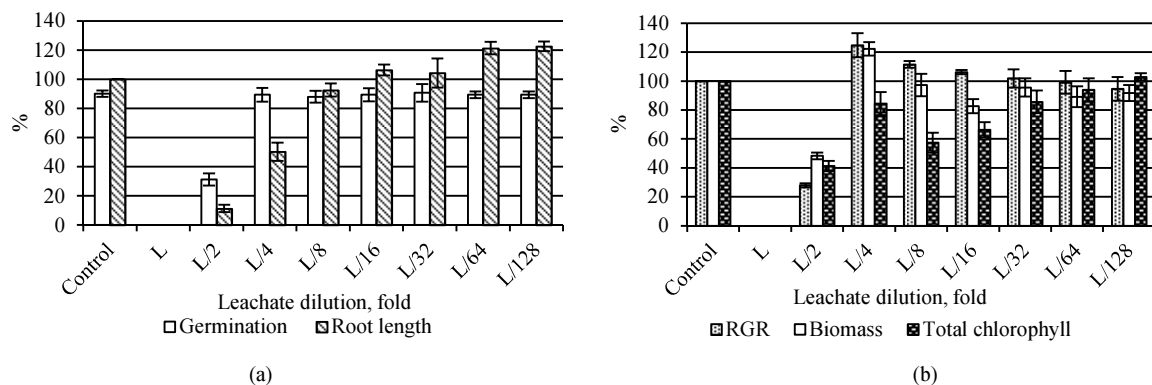 140
120
100
80
60
40
20
0
%
Control
L
L/2
L/4
L/8
L/16
L/32
L/64
L/128
Leachate dilution, fold
Germination Root length
(a)
140
120
100
80
60
40
20
0
%
Control
L
L/2
L/4
L/8
L/16
L/32
L/64
L/128
Leachate dilution, fold
RGR Biomass Total chlorophyll
(b)